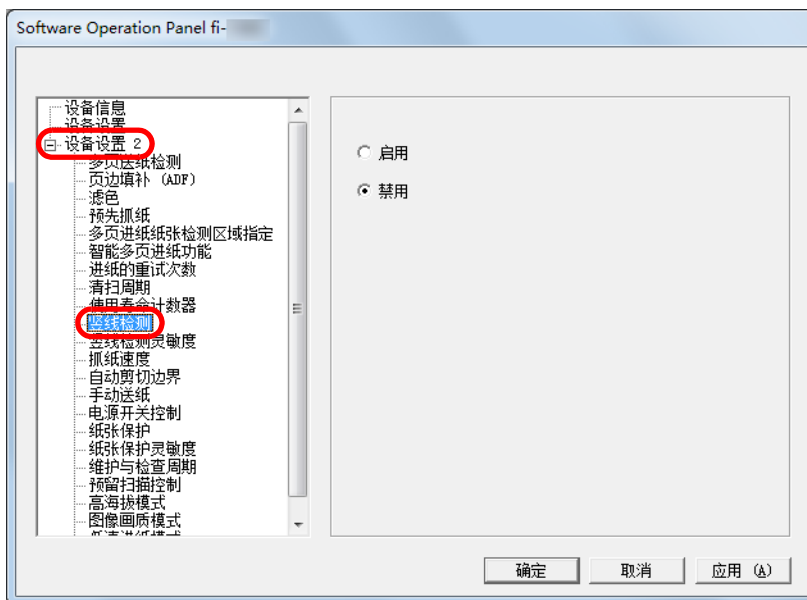 Software Operation Panel fi-
设备信息
设备设置
设备设置 2
多页送纸检测
页边填补 (ADF)
滤色
预先抓纸
多页进纸纸张检测区域指定
智能多页进纸功能
进纸的重试次数
清扫周期
使用寿命计数器
竖线检测
竖线检测灵敏度
抓纸速度
自动剪切边界
手动送纸
电源开关控制
纸张保护
纸张保护灵敏度
维护与检查周期
预留扫描控制
高海拔模式
图像画质模式
启用
禁用
确定 取消 应用 (A)